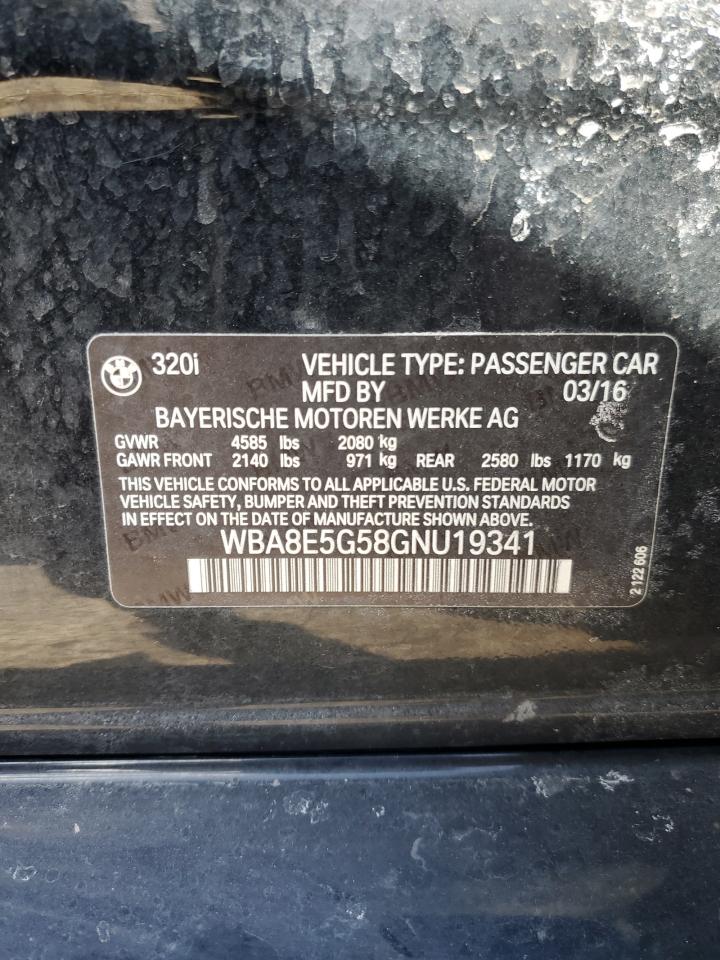 320i VEHICLE TYPE: PASSENGER CAR
MFD BY 03/16
BAYERISCHE MOTOREN WERKE AG
GVWR 4585 lbs 2080 kg
GAWR FRONT 2140 lbs 971 kg REAR 2580 lbs 1170 kg
THIS VEHICLE CONFORMS TO ALL APPLICABLE U.S. FEDERAL MOTOR
VEHICLE SAFETY, BUMPER AND THEFT PREVENTION STANDARDS
IN EFFECT ON THE DATE OF MANUFACTURE SHOWN ABOVE.
WBA8E5G58GNU19341
2 122 606